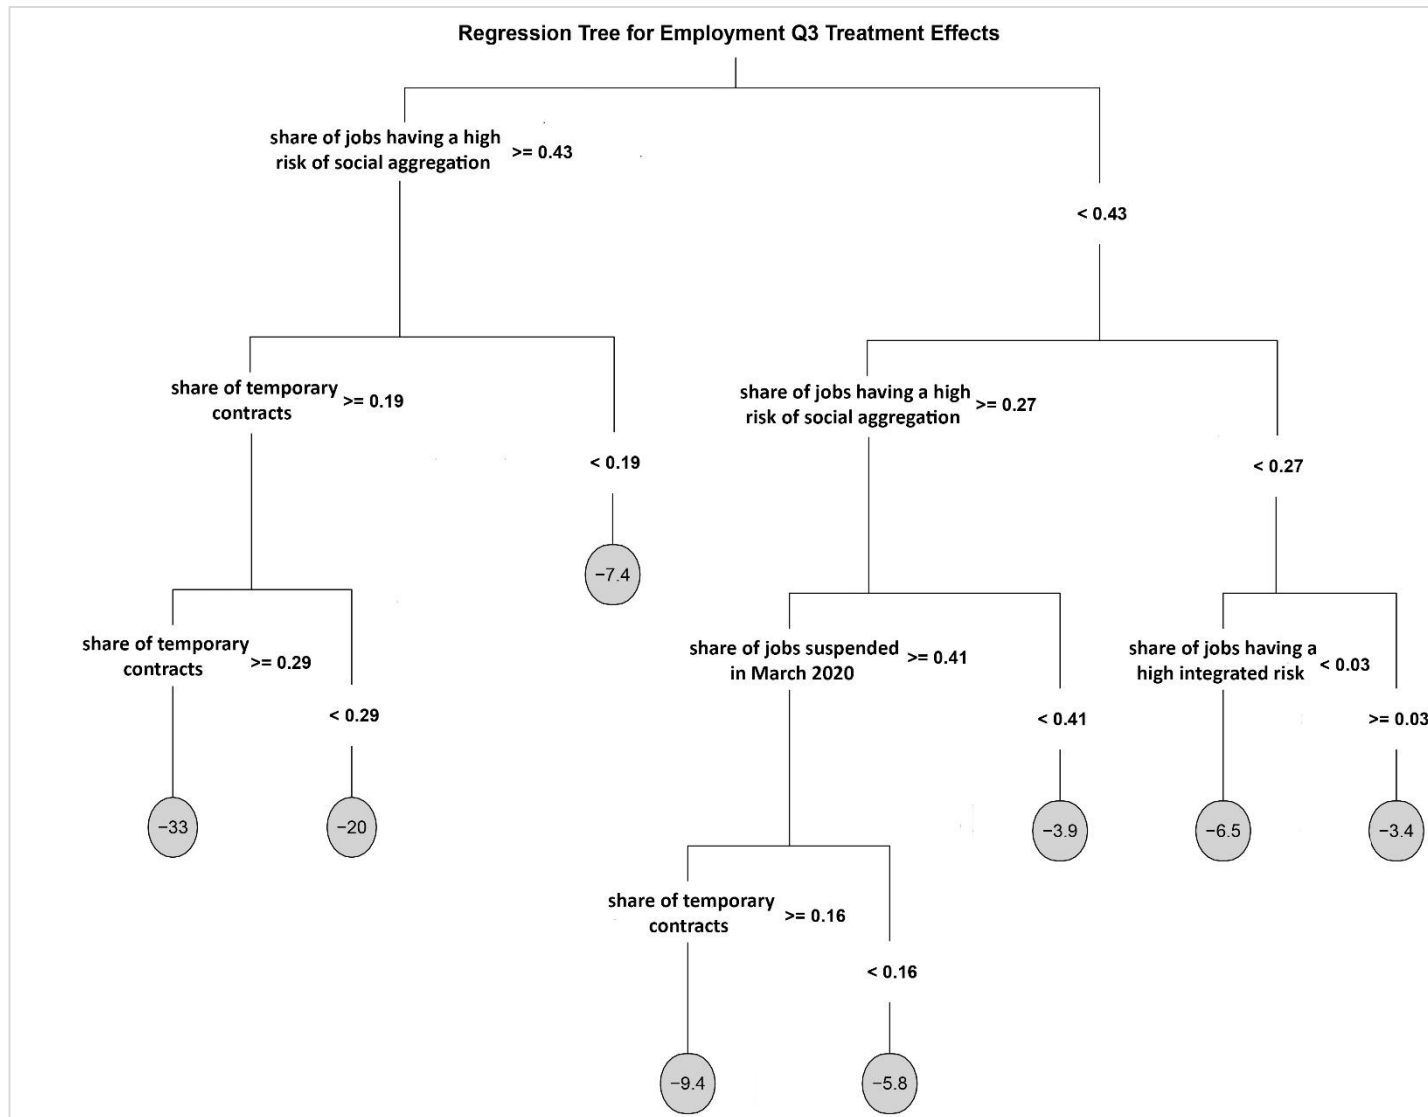 Regression Tree for Employment Q3 Treatment Effects
share of jobs having a high
risk of social aggregation
>= 0.43
< 0.43
share of temporary
contracts
>= 0.19
< 0.19
share of jobs having a high
risk of social aggregation
>= 0.27
< 0.27
−7.4
share of temporary
contracts
>= 0.29
< 0.29
share of jobs suspended
in March 2020
>= 0.41
< 0.41
share of jobs having a
high integrated risk
< 0.03
>= 0.03
−33
−20
−3.9
−6.5
−3.4
share of temporary
contracts
>= 0.16
< 0.16
−9.4
−5.8